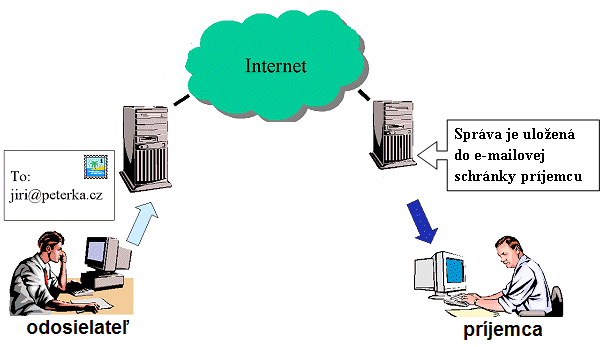 Internet
To:
jiri@peterka.cz
Správa je uložená
do e-mailovej
schránky príjemcu
odosielateľ
príjemca